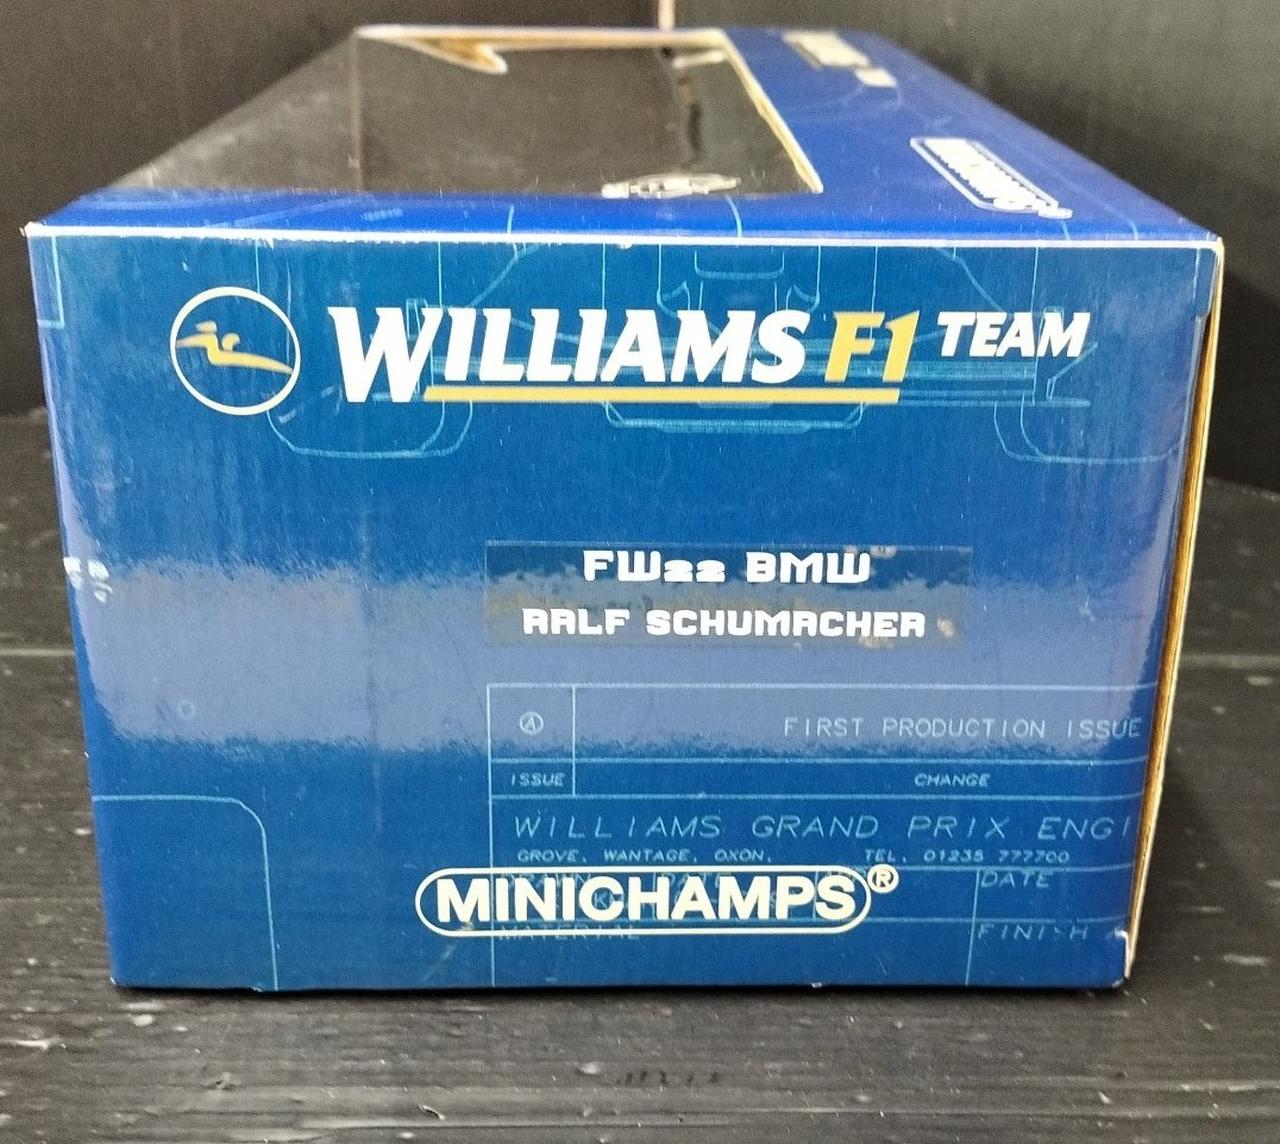 WILLIAMS F1 TEAM
FW22 BMW
RALF SCHUMACHER
A FIRST PRODUCTION ISSUE
ISSUE CHANGE
WILLIAMS GRAND PRIX ENGI
GROVE, WANTAGE, OXON, TEL. 01235 777700
DATE
MINICHAMPS®
MATERIAL FINISH